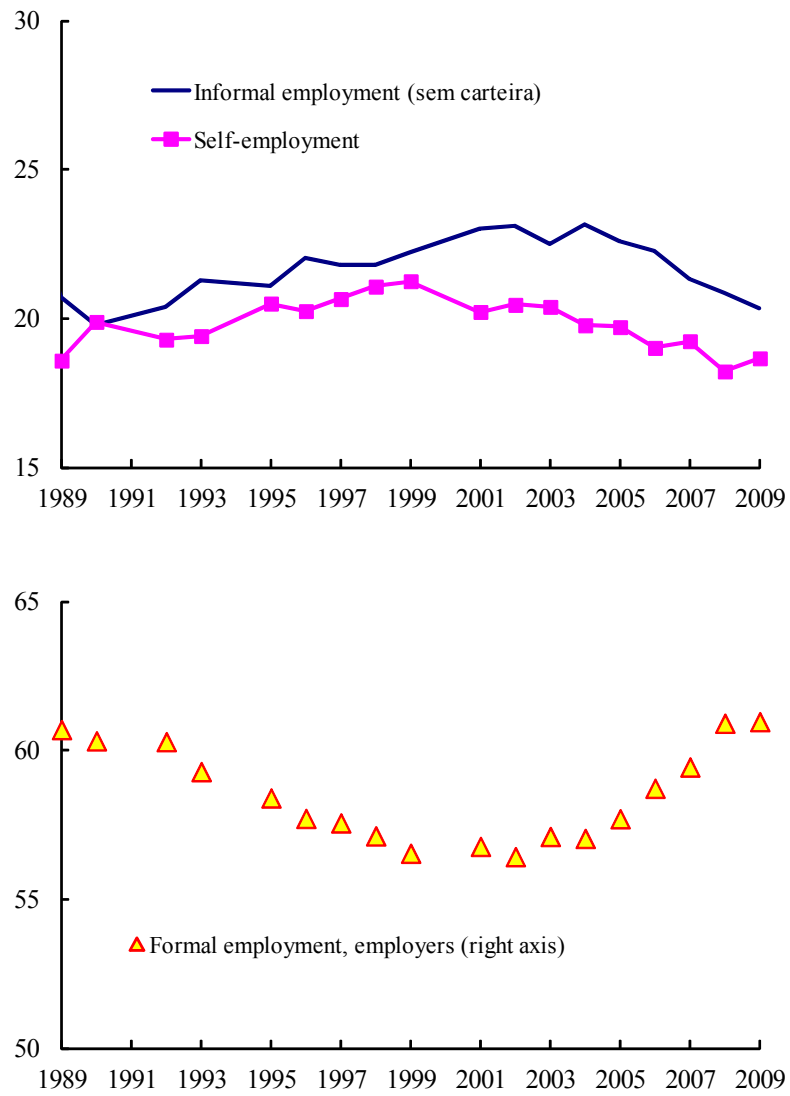 30
Informal employment (sem carteira)
Self-employment
25
20
15
1989 1991 1993 1995 1997 1999 2001 2003 2005 2007 2009
65
60
55
Formal employment, employers (right axis)
50
1989 1991 1993 1995 1997 1999 2001 2003 2005 2007 2009